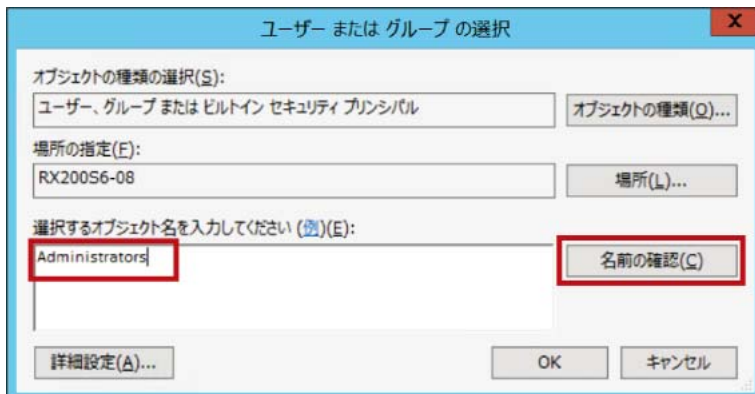 ユーザー または グループ の選択
x
オブジェクトの種類の選択(S):
ユーザー、グループ または ビルトイン セキュリティ プリンシパル
オブジェクトの種類(O)...
場所の指定(F):
RX200S6-08
場所(L)...
選択するオブジェクト名を入力してください (例)(E):
Administrators
名前の確認(C)
詳細設定(A)...
OK
キャンセル